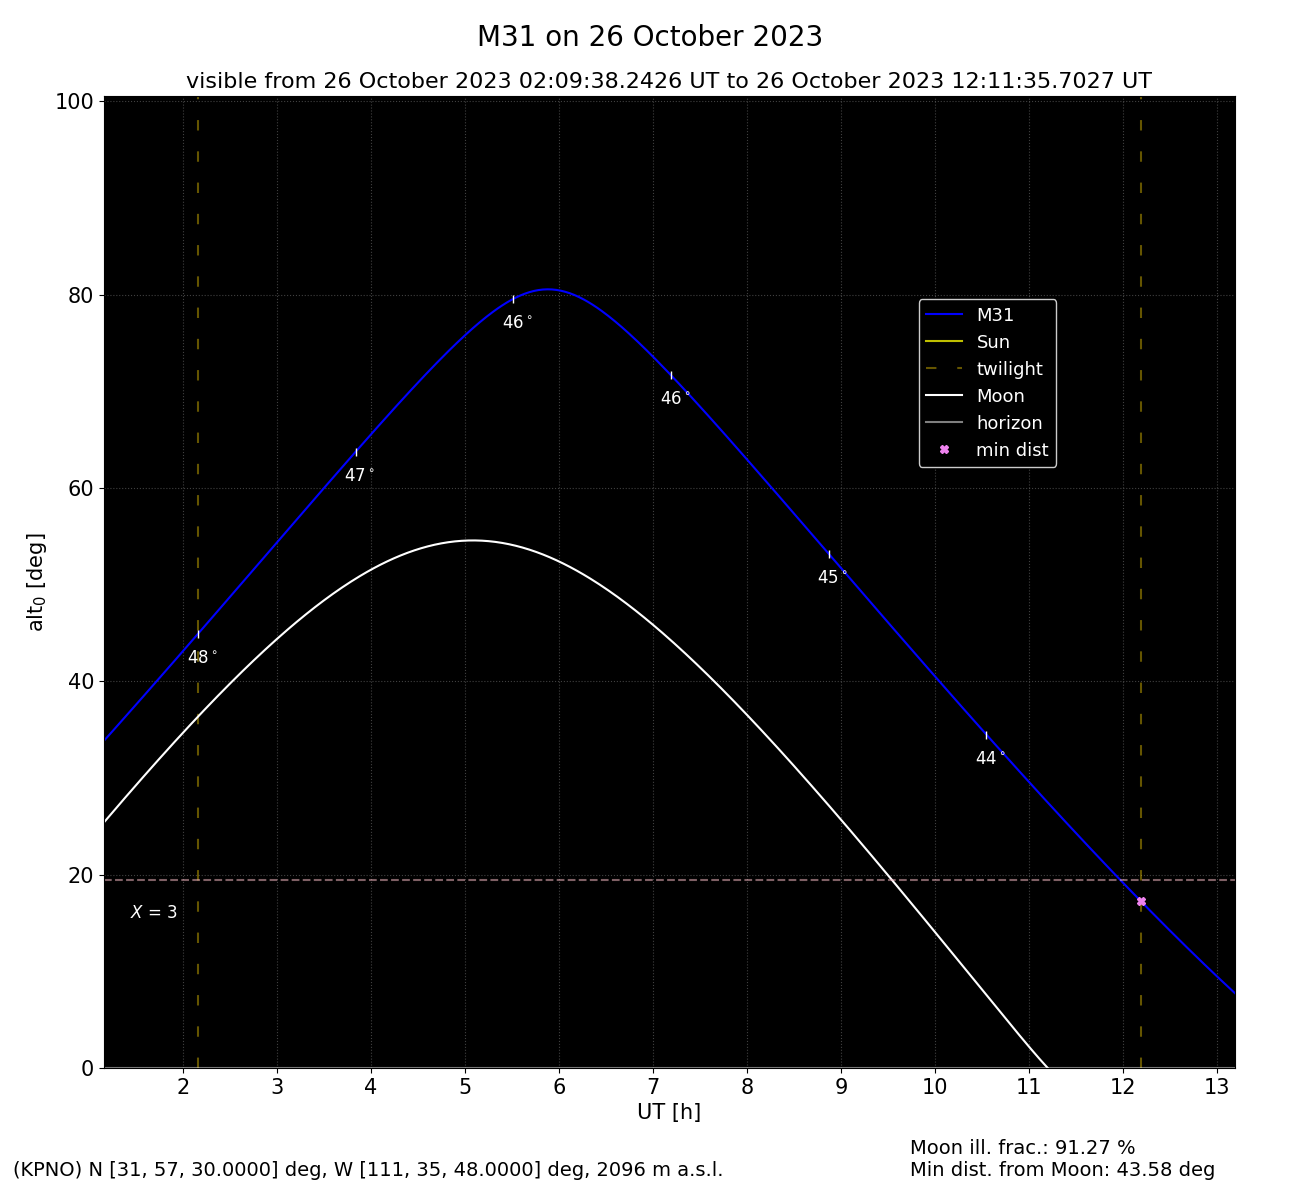 M31 on 26 October 2023
visible from 26 October 2023 02:09:38.2426 UT to 26 October 2023 12:11:35.7027 UT
100
80
60
40
20
0
alt₀ [deg]
46°
46°
47°
45°
48°
44°
X = 3
M31
Sun
twilight
Moon
horizon
min dist
2 3 4 5 6 7 8 9 10 11 12 13
UT [h]
Moon ill. frac.: 91.27 %
(KPNO) N [31, 57, 30.0000] deg, W [111, 35, 48.0000] deg, 2096 m a.s.l.
Min dist. from Moon: 43.58 deg